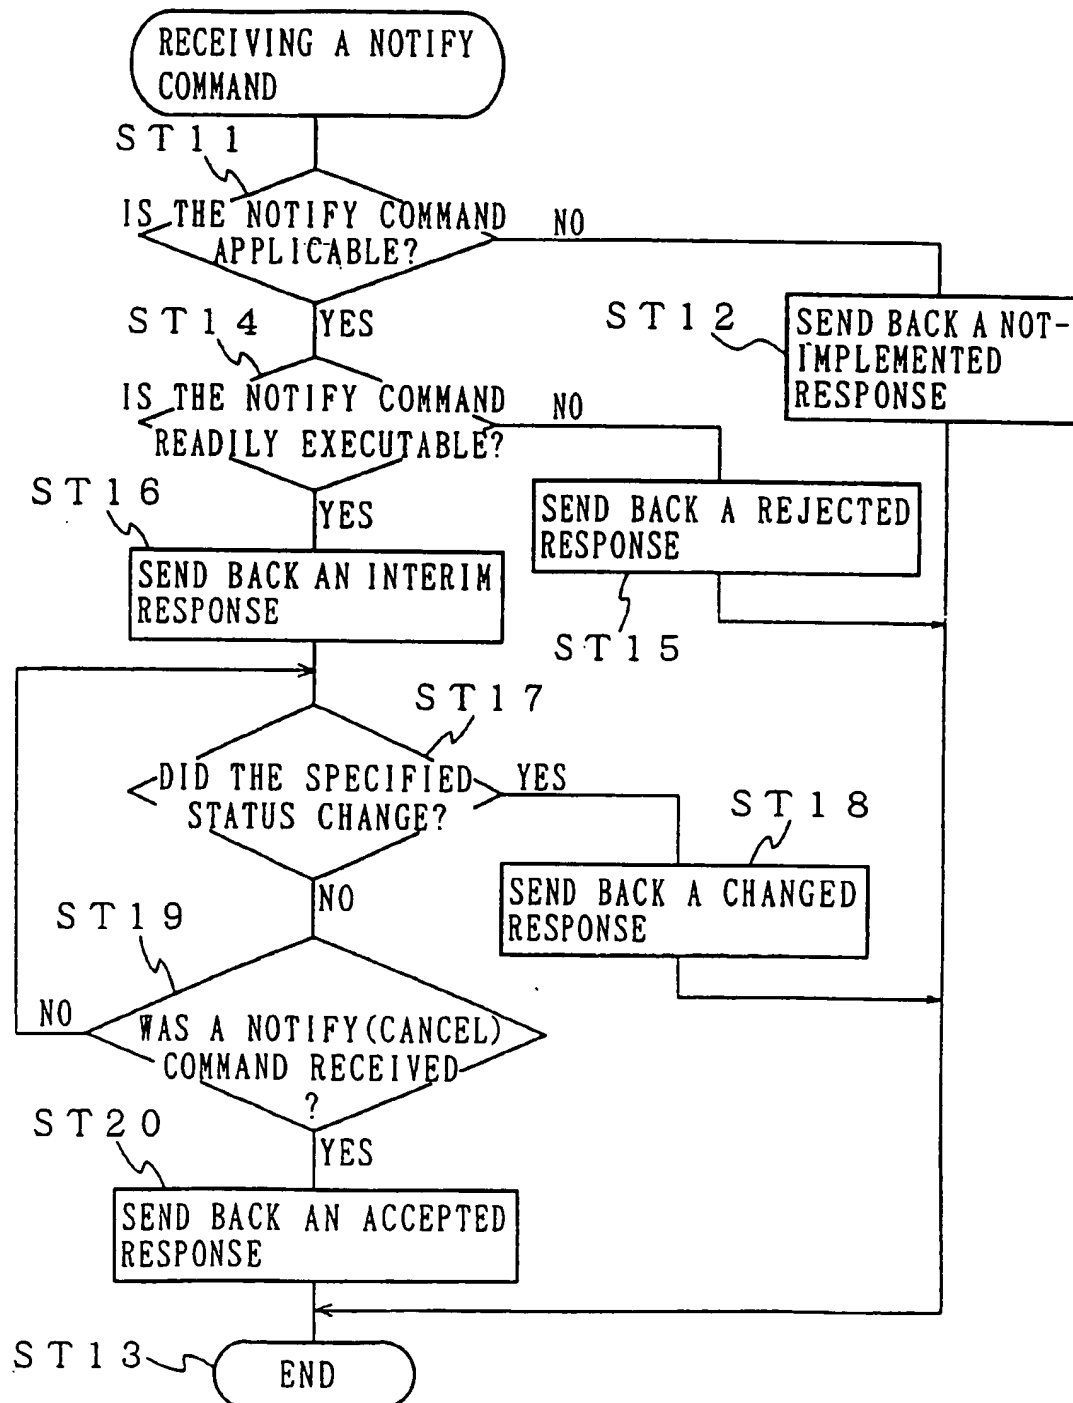 RECEIVING A NOTIFY
COMMAND
ST11
IS THE NOTIFY COMMAND
APPLICABLE?
NO
ST12
SEND BACK A NOT-
IMPLEMENTED
RESPONSE
YES
ST14
IS THE NOTIFY COMMAND
READILY EXECUTABLE?
NO
ST16
YES
SEND BACK A REJECTED
RESPONSE
ST15
SEND BACK AN INTERIM
RESPONSE
ST17
DID THE SPECIFIED
STATUS CHANGE?
YES
ST18
SEND BACK A CHANGED
RESPONSE
NO
ST19
NO
WAS A NOTIFY(CANCEL)
COMMAND RECEIVED
?
ST20
YES
SEND BACK AN ACCEPTED
RESPONSE
ST13
END